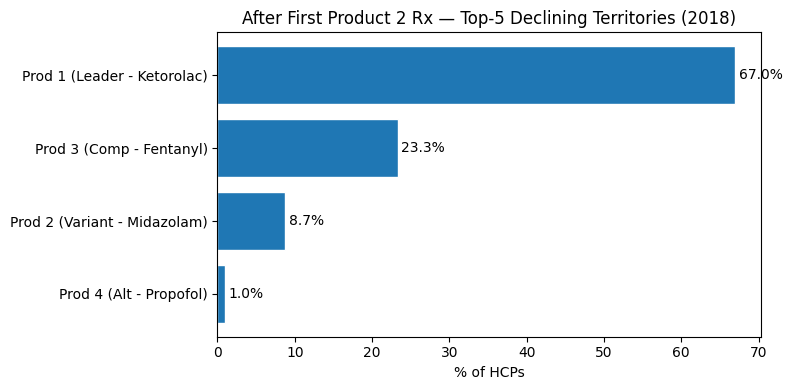 After First Product 2 Rx — Top-5 Declining Territories (2018)
Prod 1 (Leader - Ketorolac)
67.0%
Prod 3 (Comp - Fentanyl)
23.3%
Prod 2 (Variant - Midazolam)
8.7%
Prod 4 (Alt - Propofol)
1.0%
0 10 20 30 40 50 60 70
% of HCPs